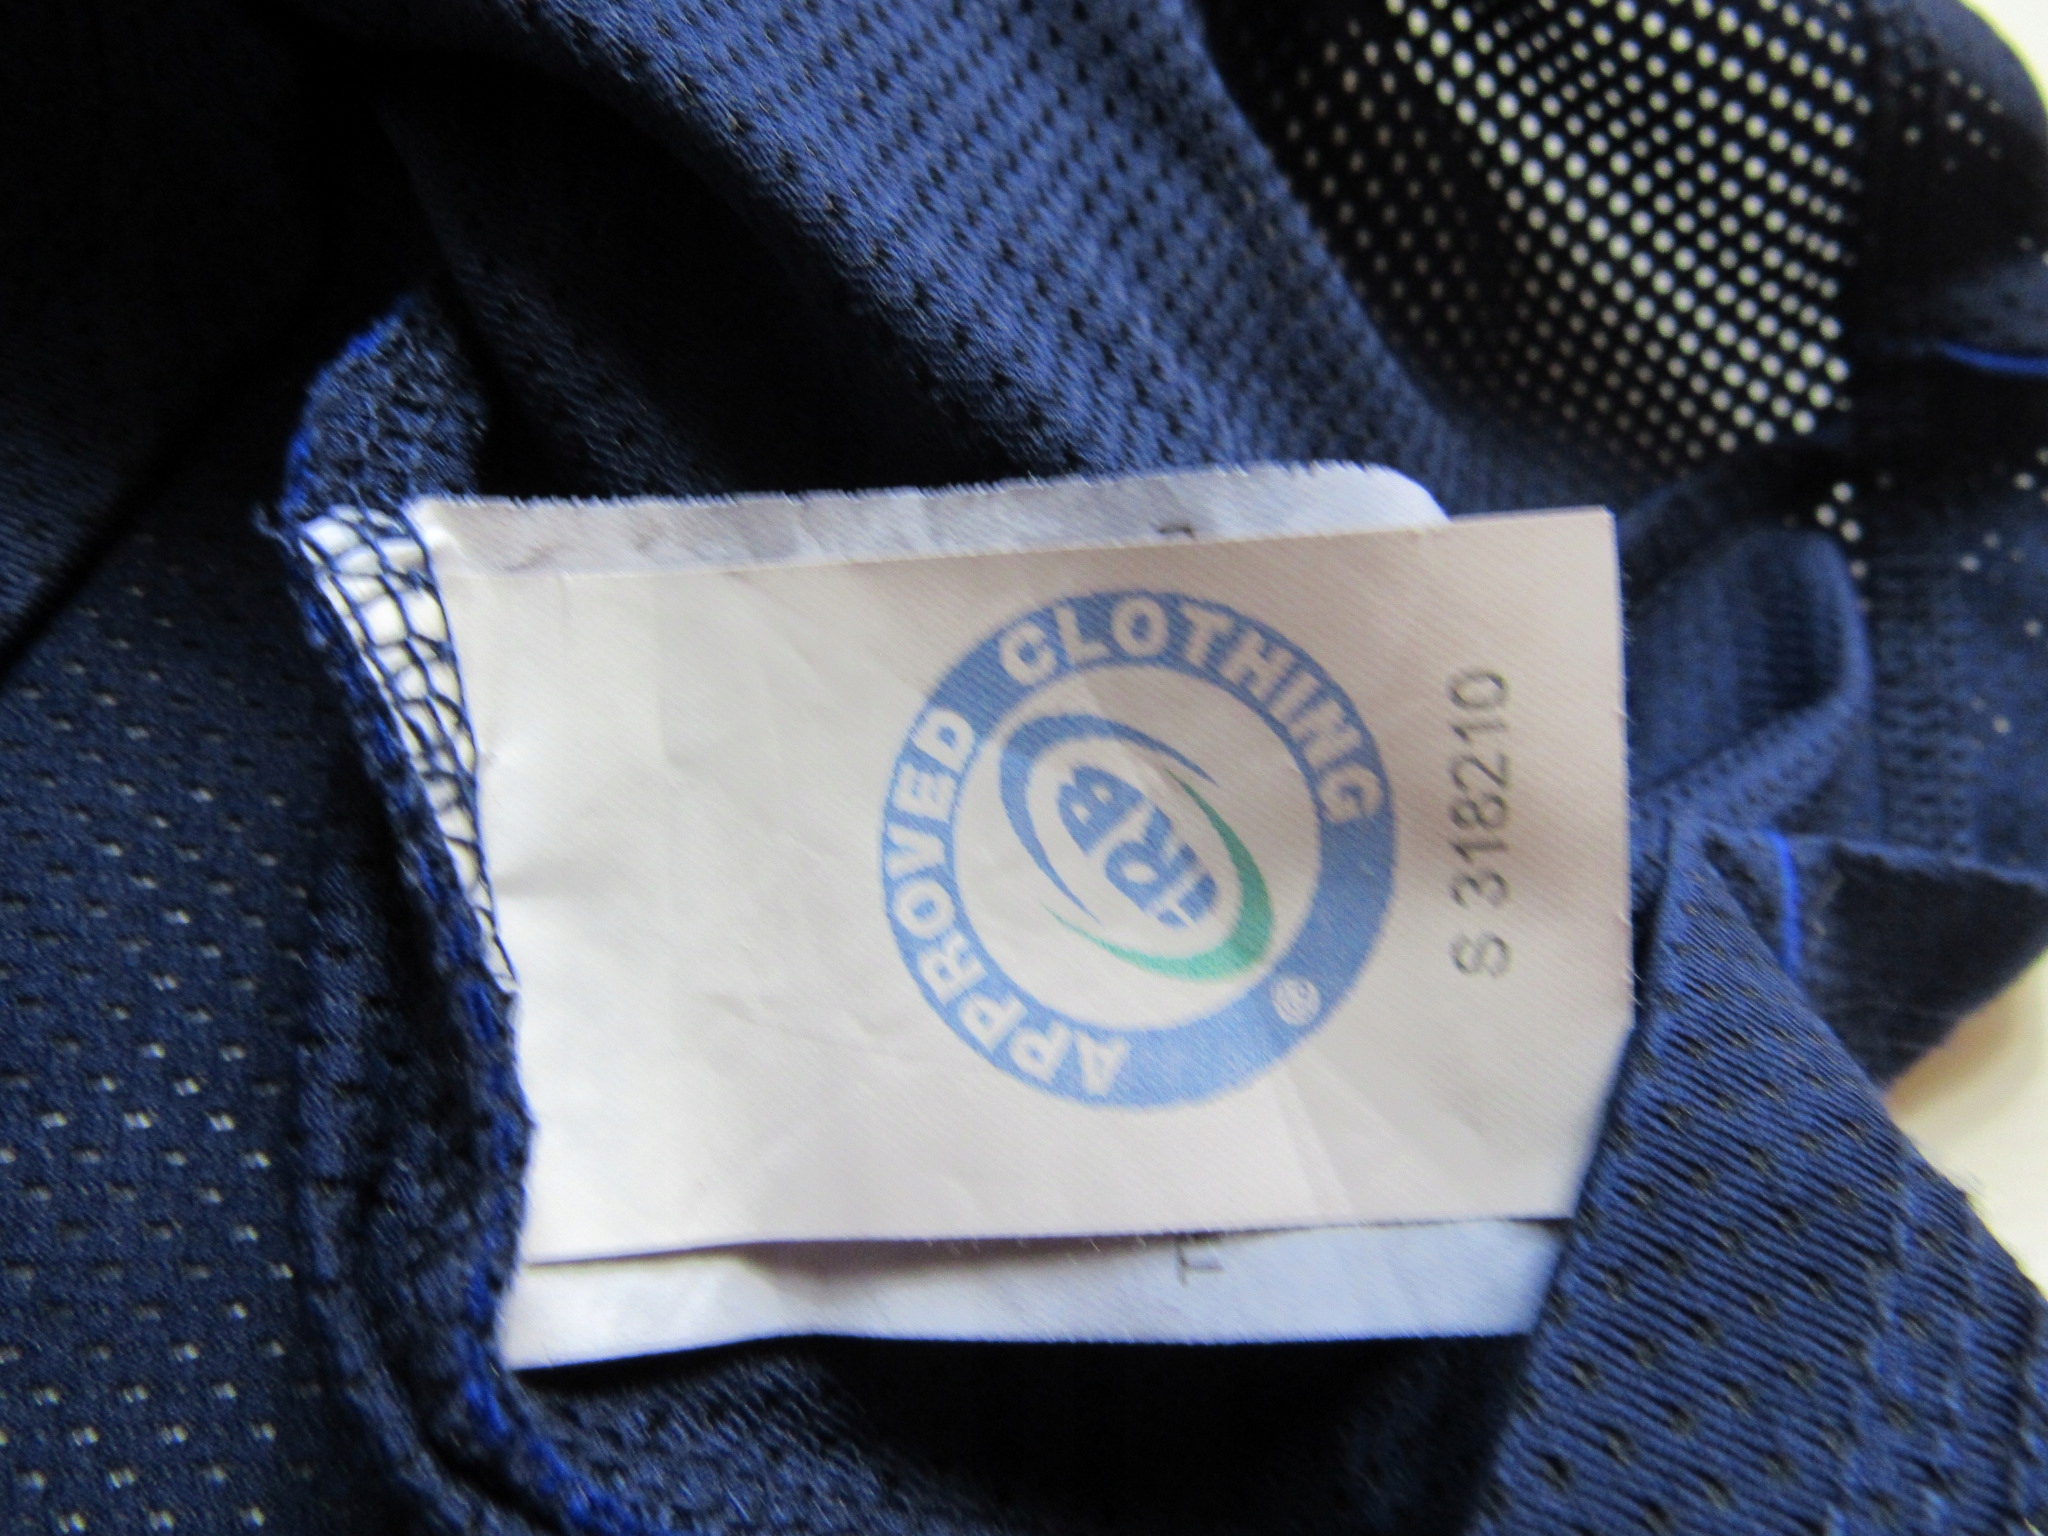 APPROVED CLOTHING
iRB
®
S 318210
T